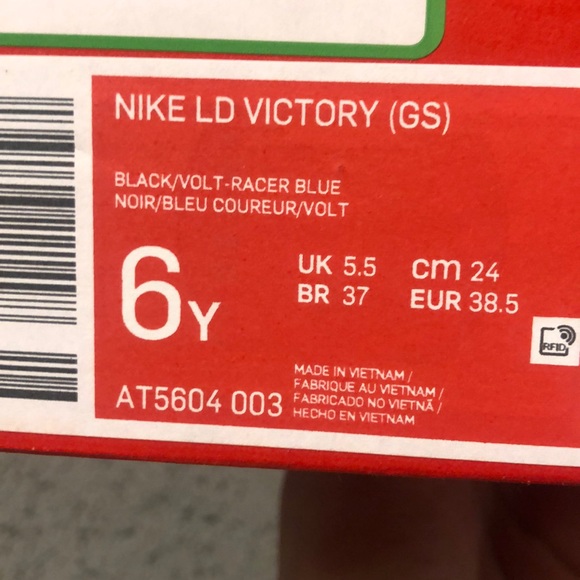 NIKE LD VICTORY (GS)
BLACK/VOLT-RACER BLUE
NOIR/BLEU COUREUR/VOLT
6Y
UK 5.5 cm 24
BR 37 EUR 38.5
RFID
AT5604 003
MADE IN VIETNAM /
FABRIQUE AU VIETNAM /
FABRICADO NO VIETNÃ /
HECHO EN VIETNAM